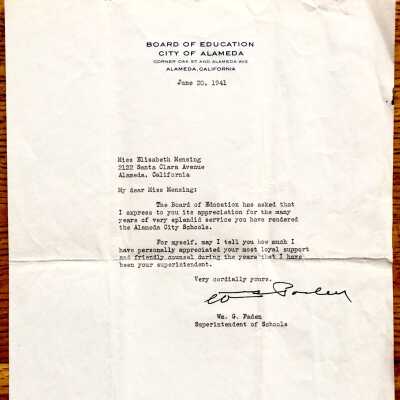 BOARD OF EDUCATION
CITY OF ALAMEDA
CORNER OAK ST AND ALAMEDA AVE
ALAMEDA, CALIFORNIA
June 20, 1941
Miss Elisabeth Mensing
2122 Santa Clara Avenue
Alameda, California
My dear Miss Mensing:
The Board of Education has asked that
I express to you its appreciation for the many
years of very splendid service you have rendered
the Alameda City Schools.
For myself, may I tell you how much I
have personally appreciated your most loyal support
and friendly counsel during the years that I have
been your superintendent.
Very cordially yours,
Wm G Paden
Wm. G. Paden
Superintendent of Schools